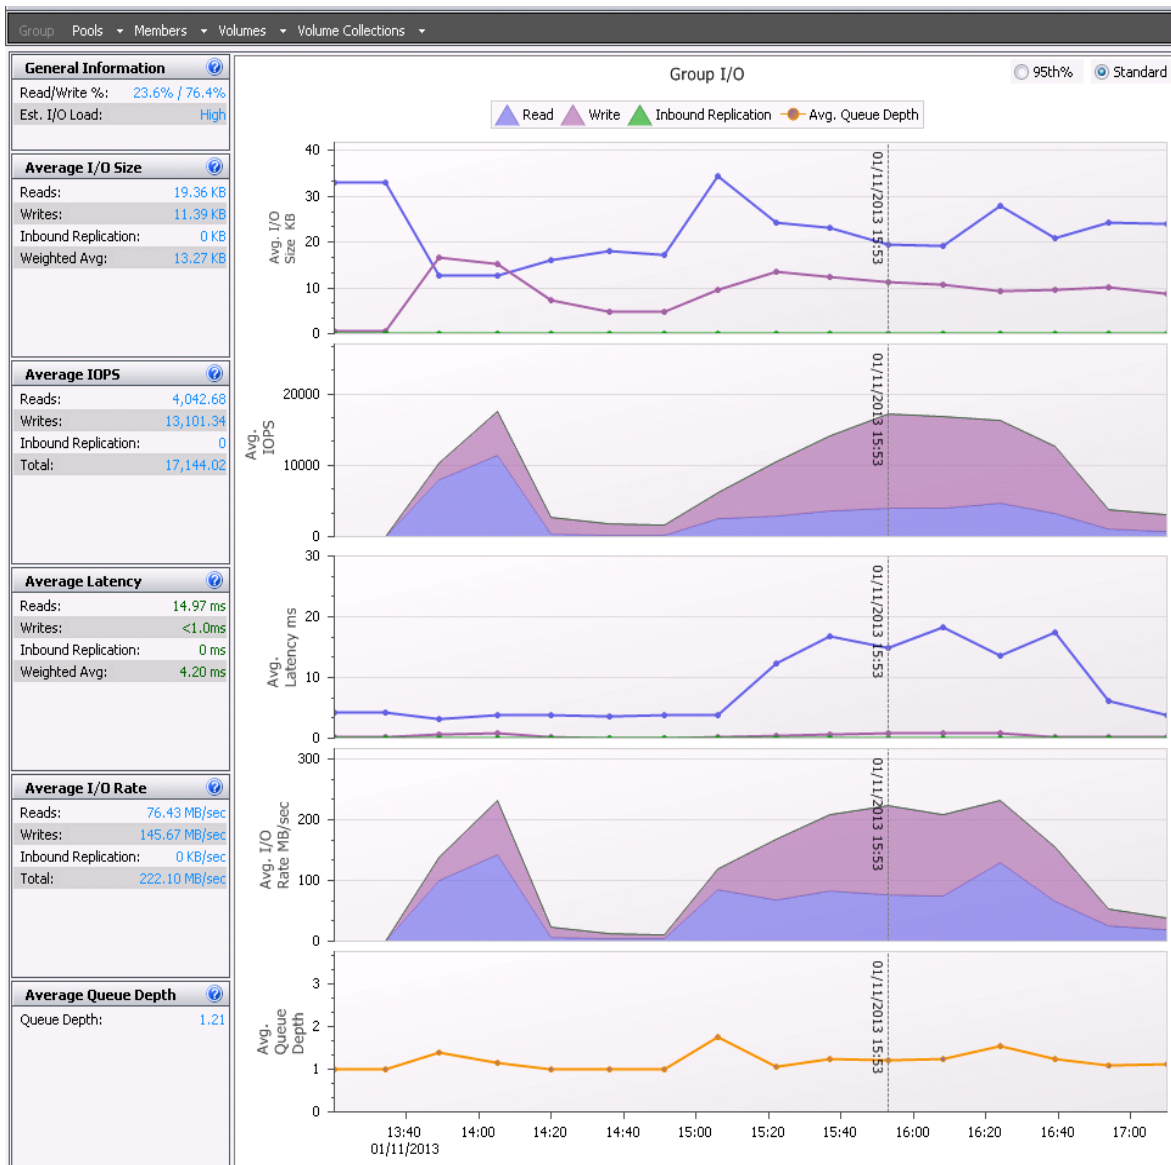 Group Pools Members Volumes Volume Collections
General Information
Read/Write %: 23.6% / 76.4%
Est. I/O Load: High
Average I/O Size
Reads: 19.36 KB
Writes: 11.39 KB
Inbound Replication: 0 KB
Weighted Avg: 13.27 KB
Average IOPS
Reads: 4,042.68
Writes: 13,101.34
Inbound Replication: 0
Total: 17,144.02
Average Latency
Reads: 14.97 ms
Writes: <1.0ms
Inbound Replication: 0 ms
Weighted Avg: 4.20 ms
Average I/O Rate
Reads: 76.43 MB/sec
Writes: 145.67 MB/sec
Inbound Replication: 0 KB/sec
Total: 222.10 MB/sec
Average Queue Depth
Queue Depth: 1.21
Group I/O
95th% Standard
Read Write Inbound Replication Avg. Queue Depth
Avg. I/O
Size KB
40
30
20
10
0
01/11/2013 15:53
Avg.
IOPS
20000
10000
0
01/11/2013 15:53
Avg.
Latency ms
30
20
10
0
01/11/2013 15:53
Avg. I/O
Rate MB/sec
300
200
100
0
01/11/2013 15:53
Avg.
Queue
Depth
3
2
1
0
01/11/2013 15:53
13:40 14:00 14:20 14:40 15:00 15:20 15:40 16:00 16:20 16:40 17:00
01/11/2013